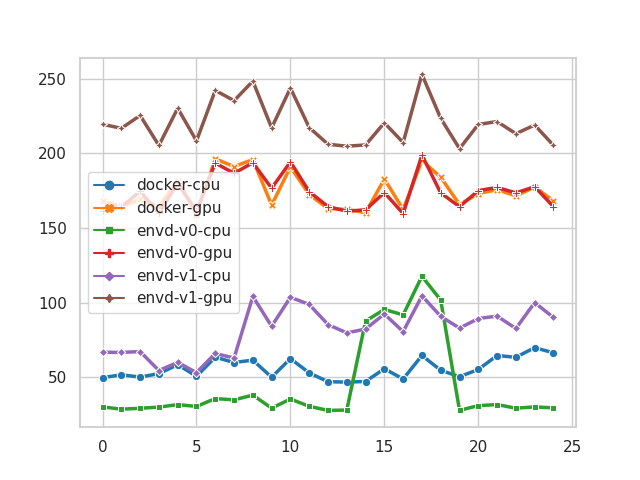 250
200
150
100
50
docker-cpu
docker-gpu
envd-v0-cpu
envd-v0-gpu
envd-v1-cpu
envd-v1-gpu
0 5 10 15 20 25